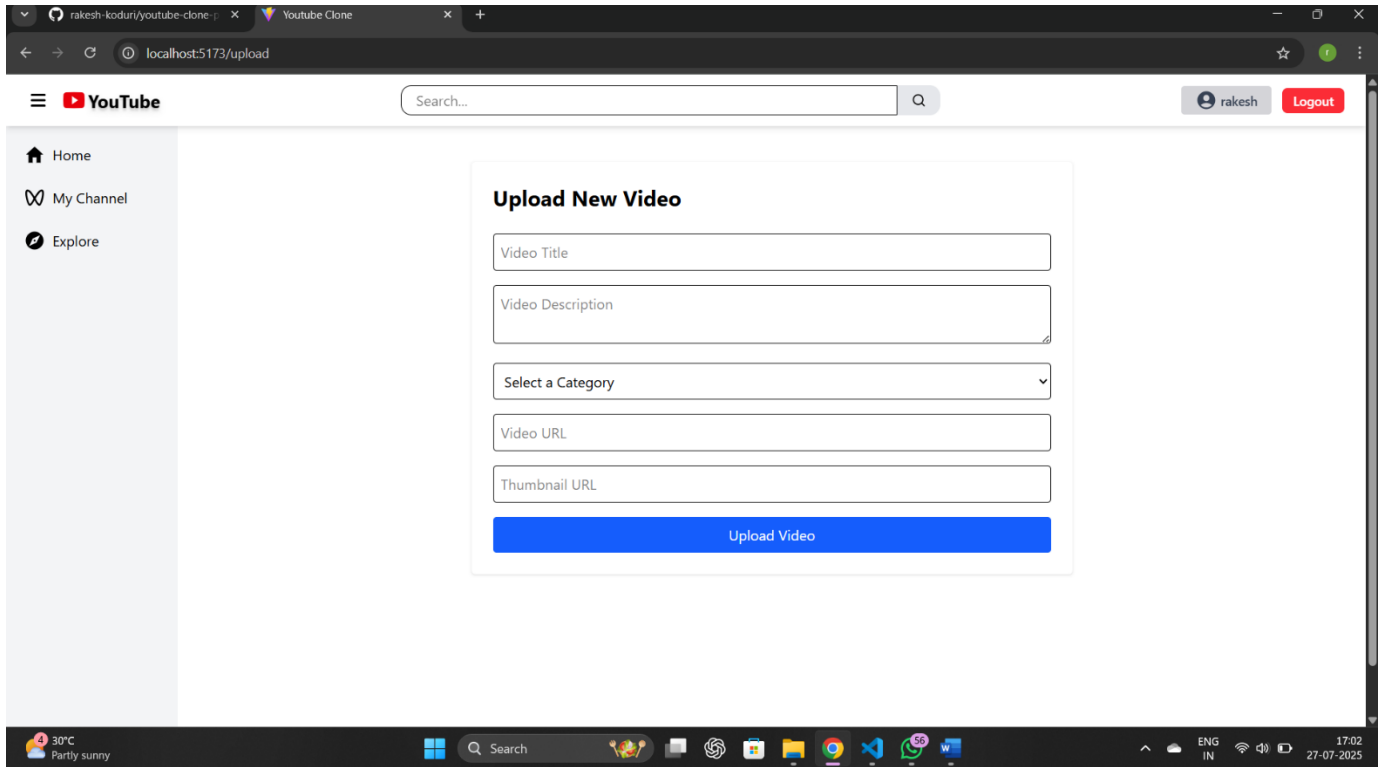 rakesh-koduri/youtube-clone-p
Youtube Clone
localhost:5173/upload
r
YouTube
Search...
rakesh
Logout
Home
My Channel
Explore
Upload New Video
Video Title
Video Description
Select a Category
Video URL
Thumbnail URL
Upload Video
4
30°C
Partly sunny
Search
56
W
ENG
IN
17:02
27-07-2025